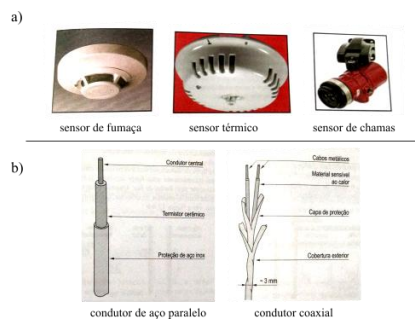 a)
sensor de fumaça
sensor térmico
sensor de chamas
b)
Condutor central
Termistor cerâmico
Proteção de aço inox
condutor de aço paralelo
Cabos metálicos
Material sensível
ao calor
Capa de proteção
Cobertura exterior
~ 3 mm
condutor coaxial